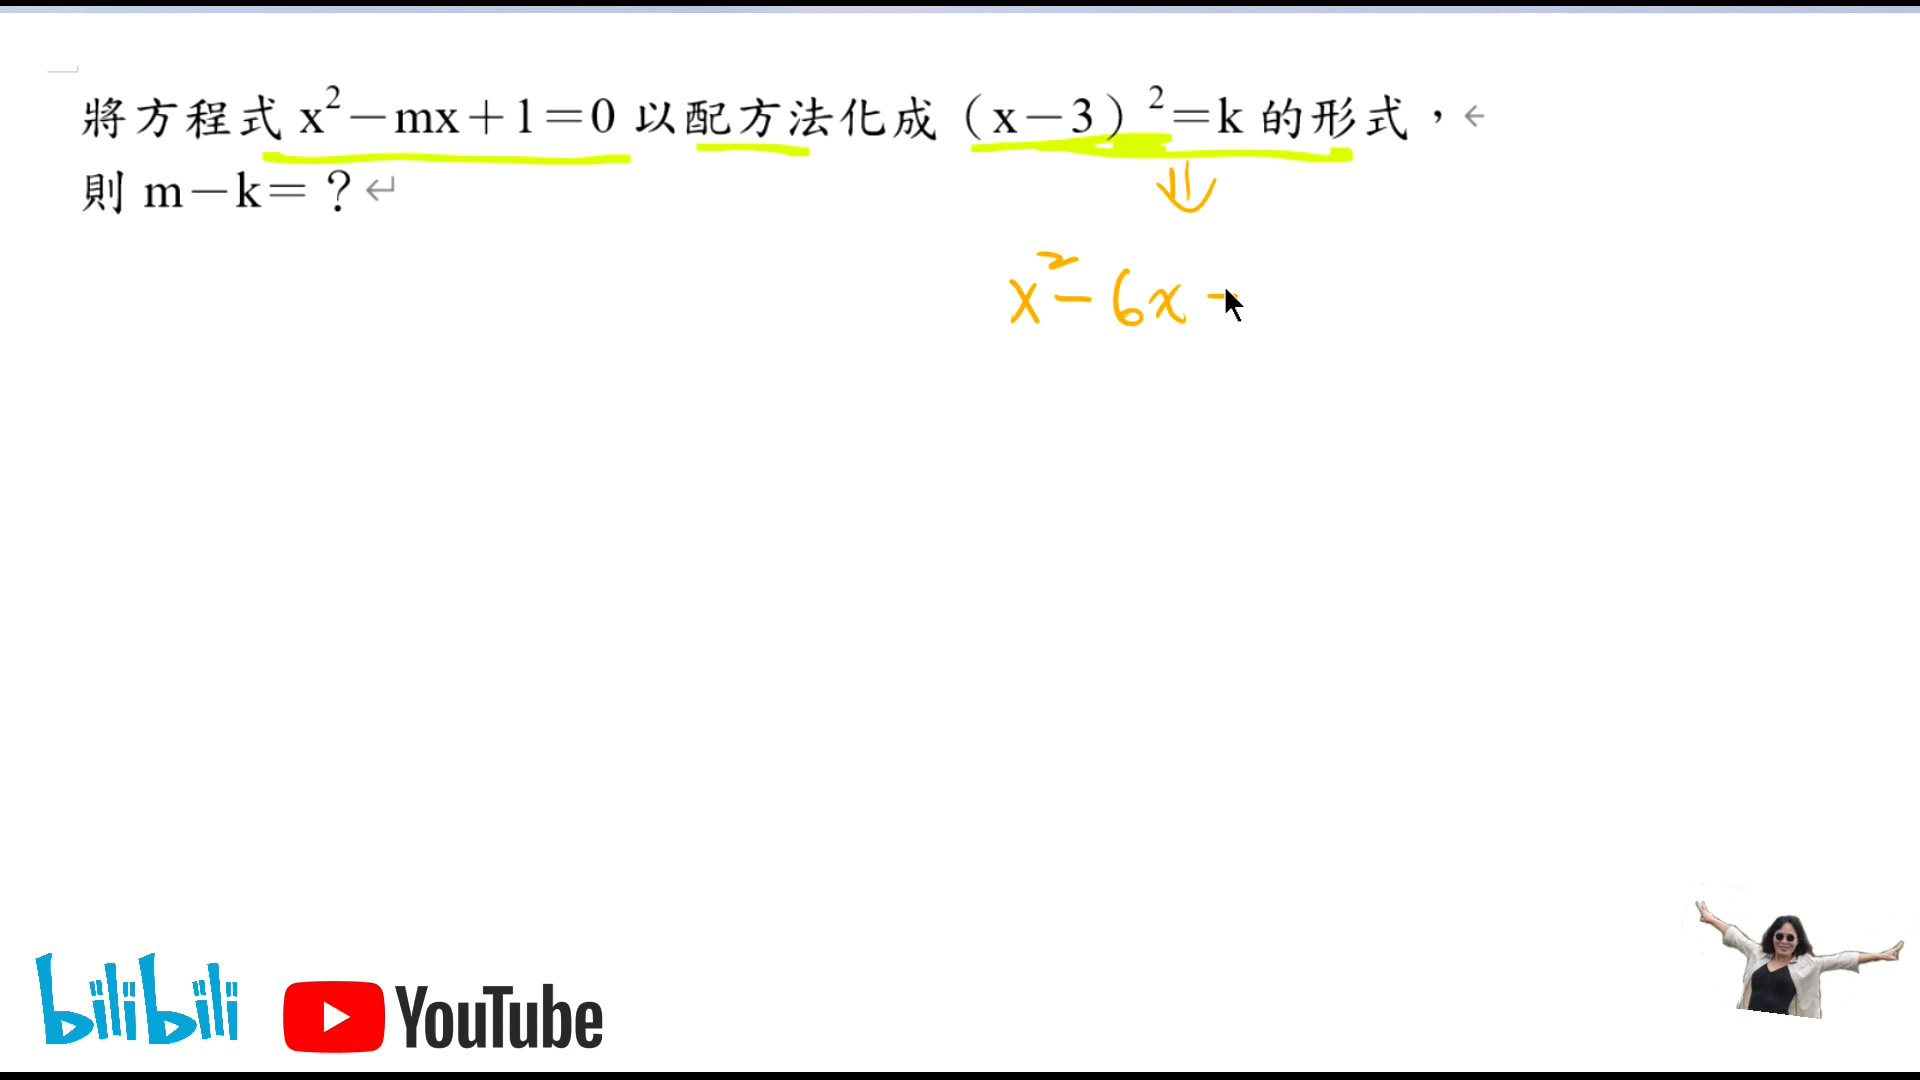 將方程式 x²－mx＋1＝0 以配方法化成（x－3）²＝k 的形式，
則 m－k＝？
x² - 6x -
bilibili YouTube